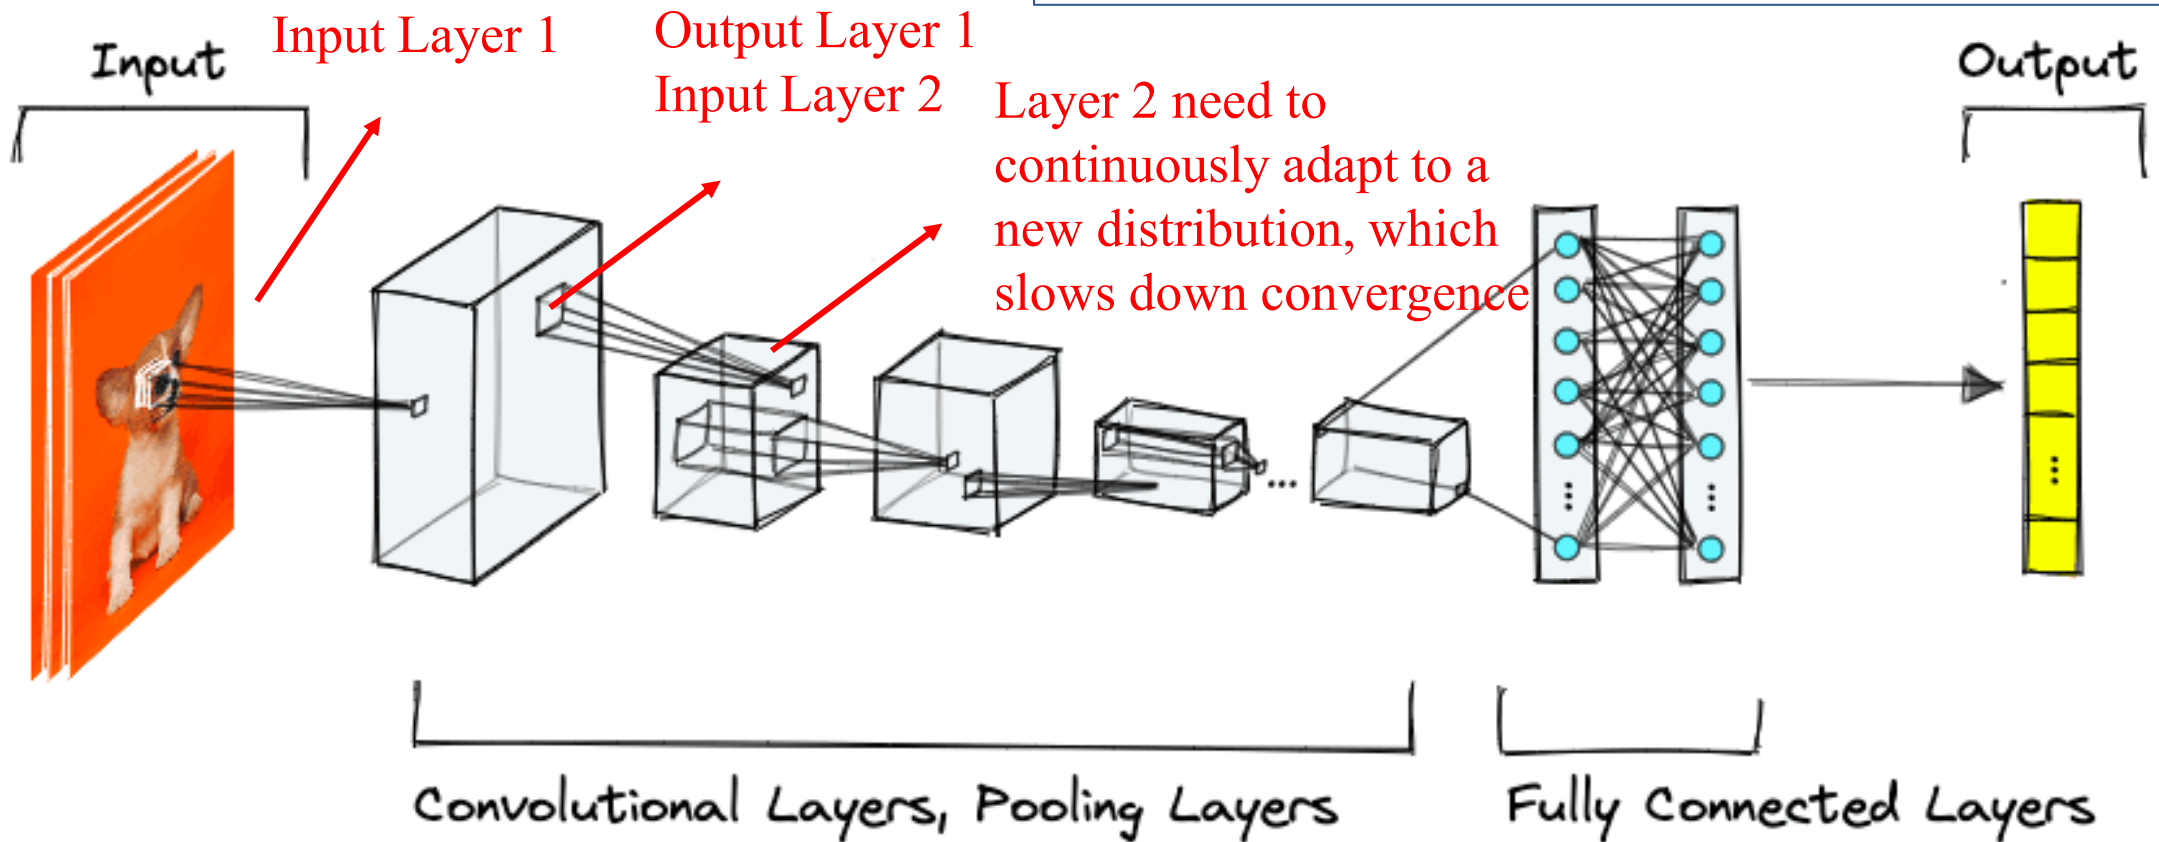 Input
Input Layer 1
Output Layer 1
Input Layer 2
Layer 2 need to
continuously adapt to a
new distribution, which
slows down convergence
Output
...
...
...
...
Convolutional Layers, Pooling Layers
Fully Connected Layers